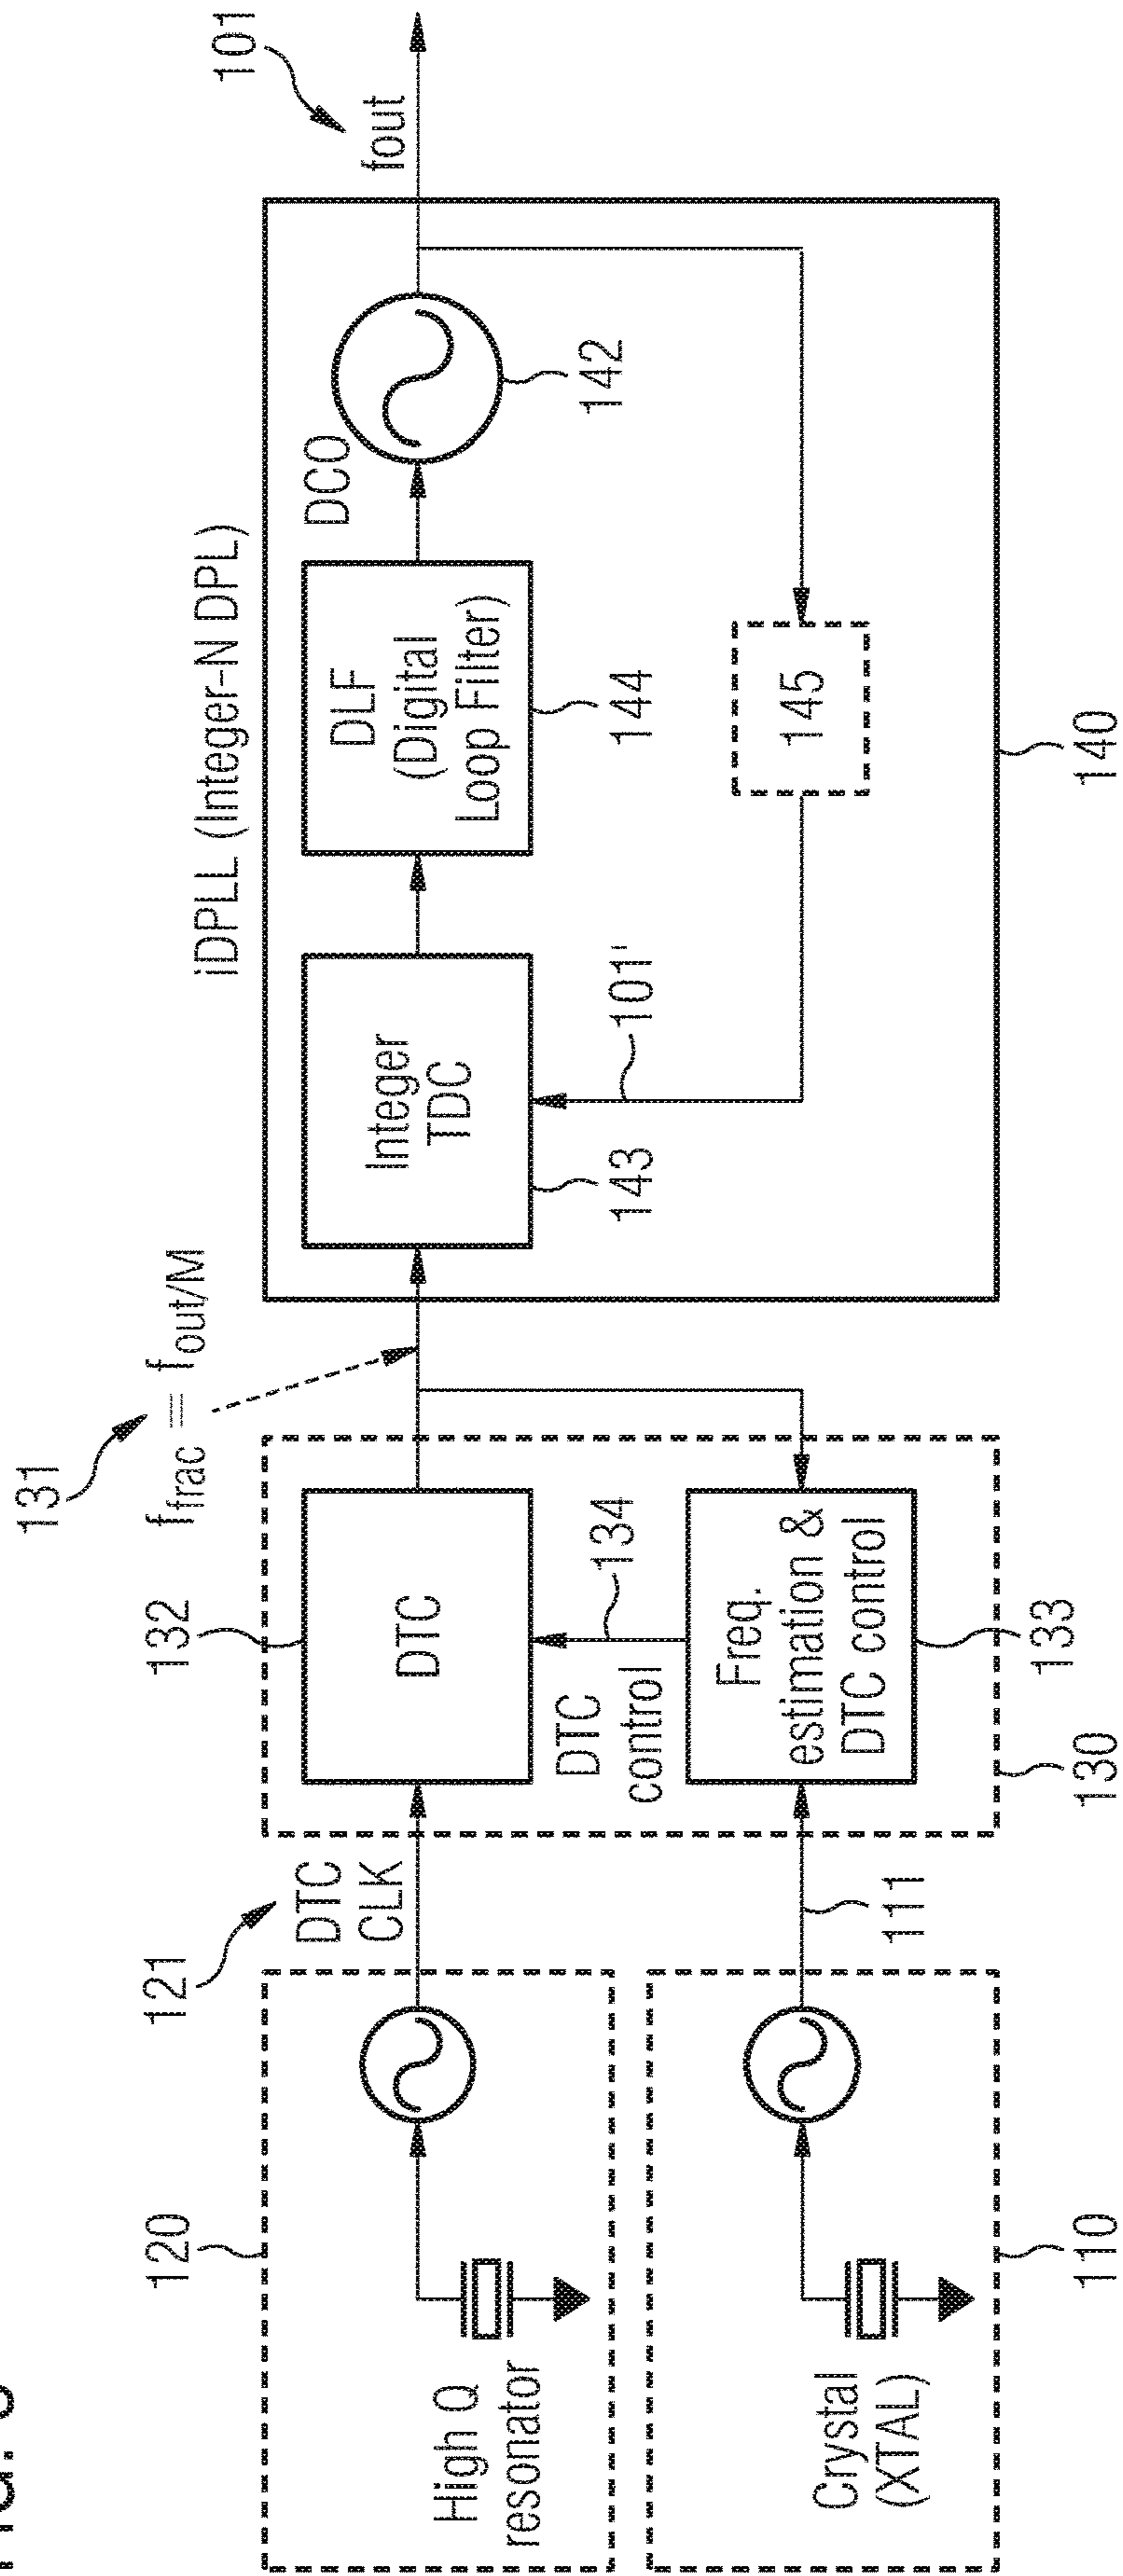 120
High Q
resonator
Crystal
(XTAL)
110
121
DTC
CLK
111
132
DTC
DTC
control
134
Freq.
estimation &
DTC control
133
130
131
ffrac = fout/M
iDPLL (Integer-N DPL)
Integer
TDC
143
DLF
(Digital
Loop Filter)
144
DCO
142
101'
145
140
fout
101